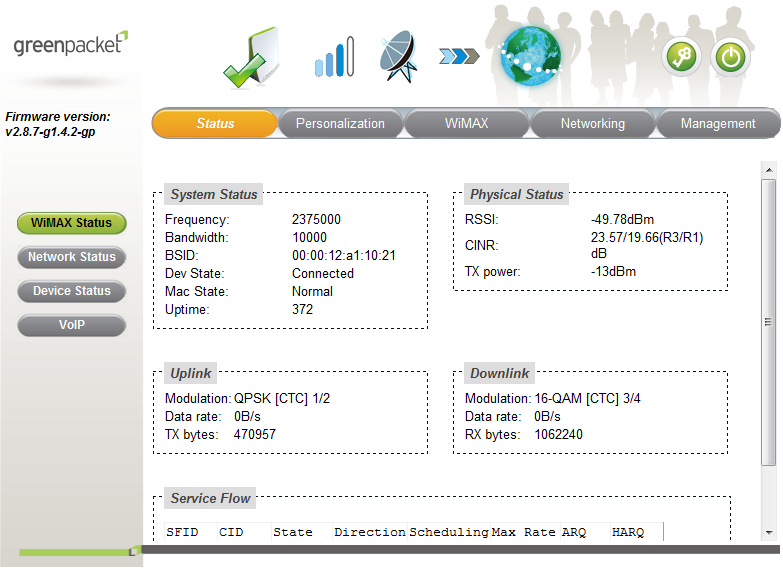 greenpacket
Firmware version:
v2.8.7-g1.4.2-gp
Status
Personalization
WiMAX
Networking
Management
WiMAX Status
Network Status
Device Status
VoIP
System Status
Frequency: 2375000
Bandwidth: 10000
BSID: 00:00:12:a1:10:21
Dev State: Connected
Mac State: Normal
Uptime: 372
Physical Status
RSSI: -49.78dBm
CINR: 23.57/19.66(R3/R1)
dB
TX power: -13dBm
Uplink
Modulation: QPSK [CTC] 1/2
Data rate: 0B/s
TX bytes: 470957
Downlink
Modulation: 16-QAM [CTC] 3/4
Data rate: 0B/s
RX bytes: 1062240
Service Flow
SFID CID State Direction Scheduling Max Rate ARQ HARQ